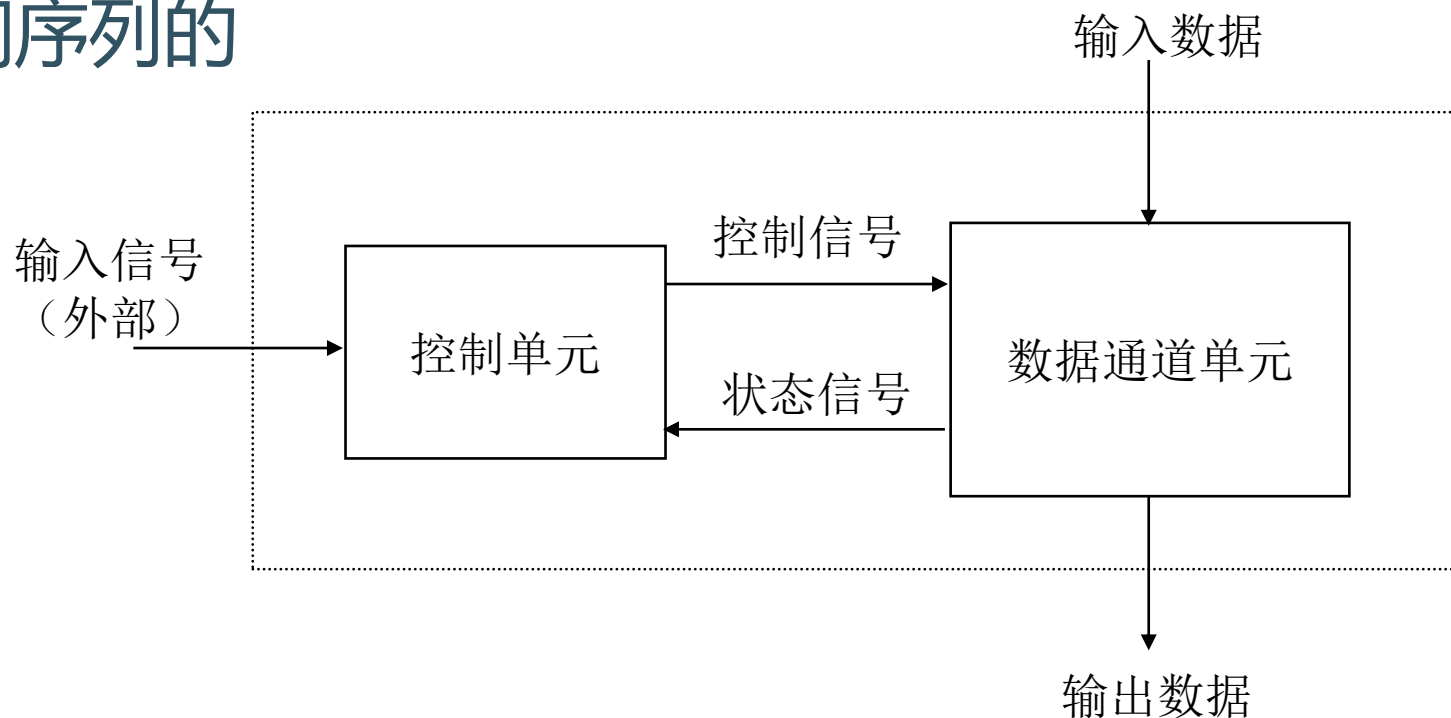 序列的
输入数据
输入信号
（外部）
控制信号
控制单元
数据通道单元
状态信号
输出数据